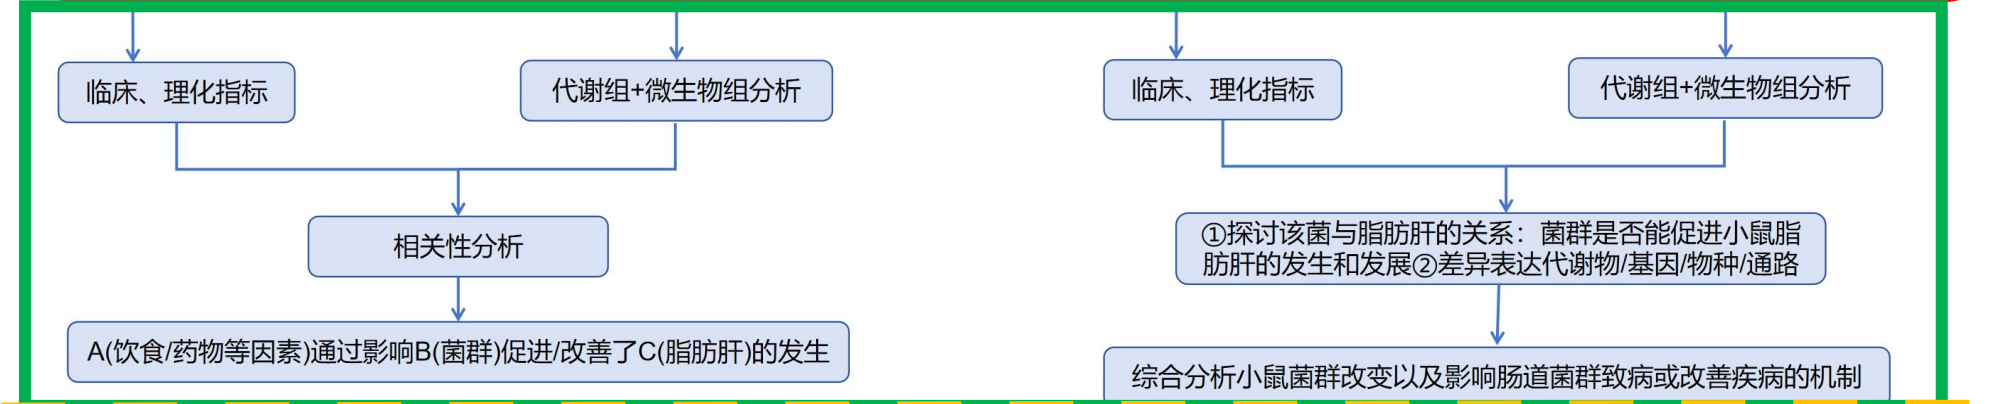 临床、理化指标
代谢组+微生物组分析
相关性分析
A(饮食/药物等因素)通过影响B(菌群)促进/改善了C(脂肪肝)的发生
临床、理化指标
代谢组+微生物组分析
①探讨该菌与脂肪肝的关系：菌群是否能促进小鼠脂
肪肝的发生和发展②差异表达代谢物/基因/物种/通路
综合分析小鼠菌群改变以及影响肠道菌群致病或改善疾病的机制